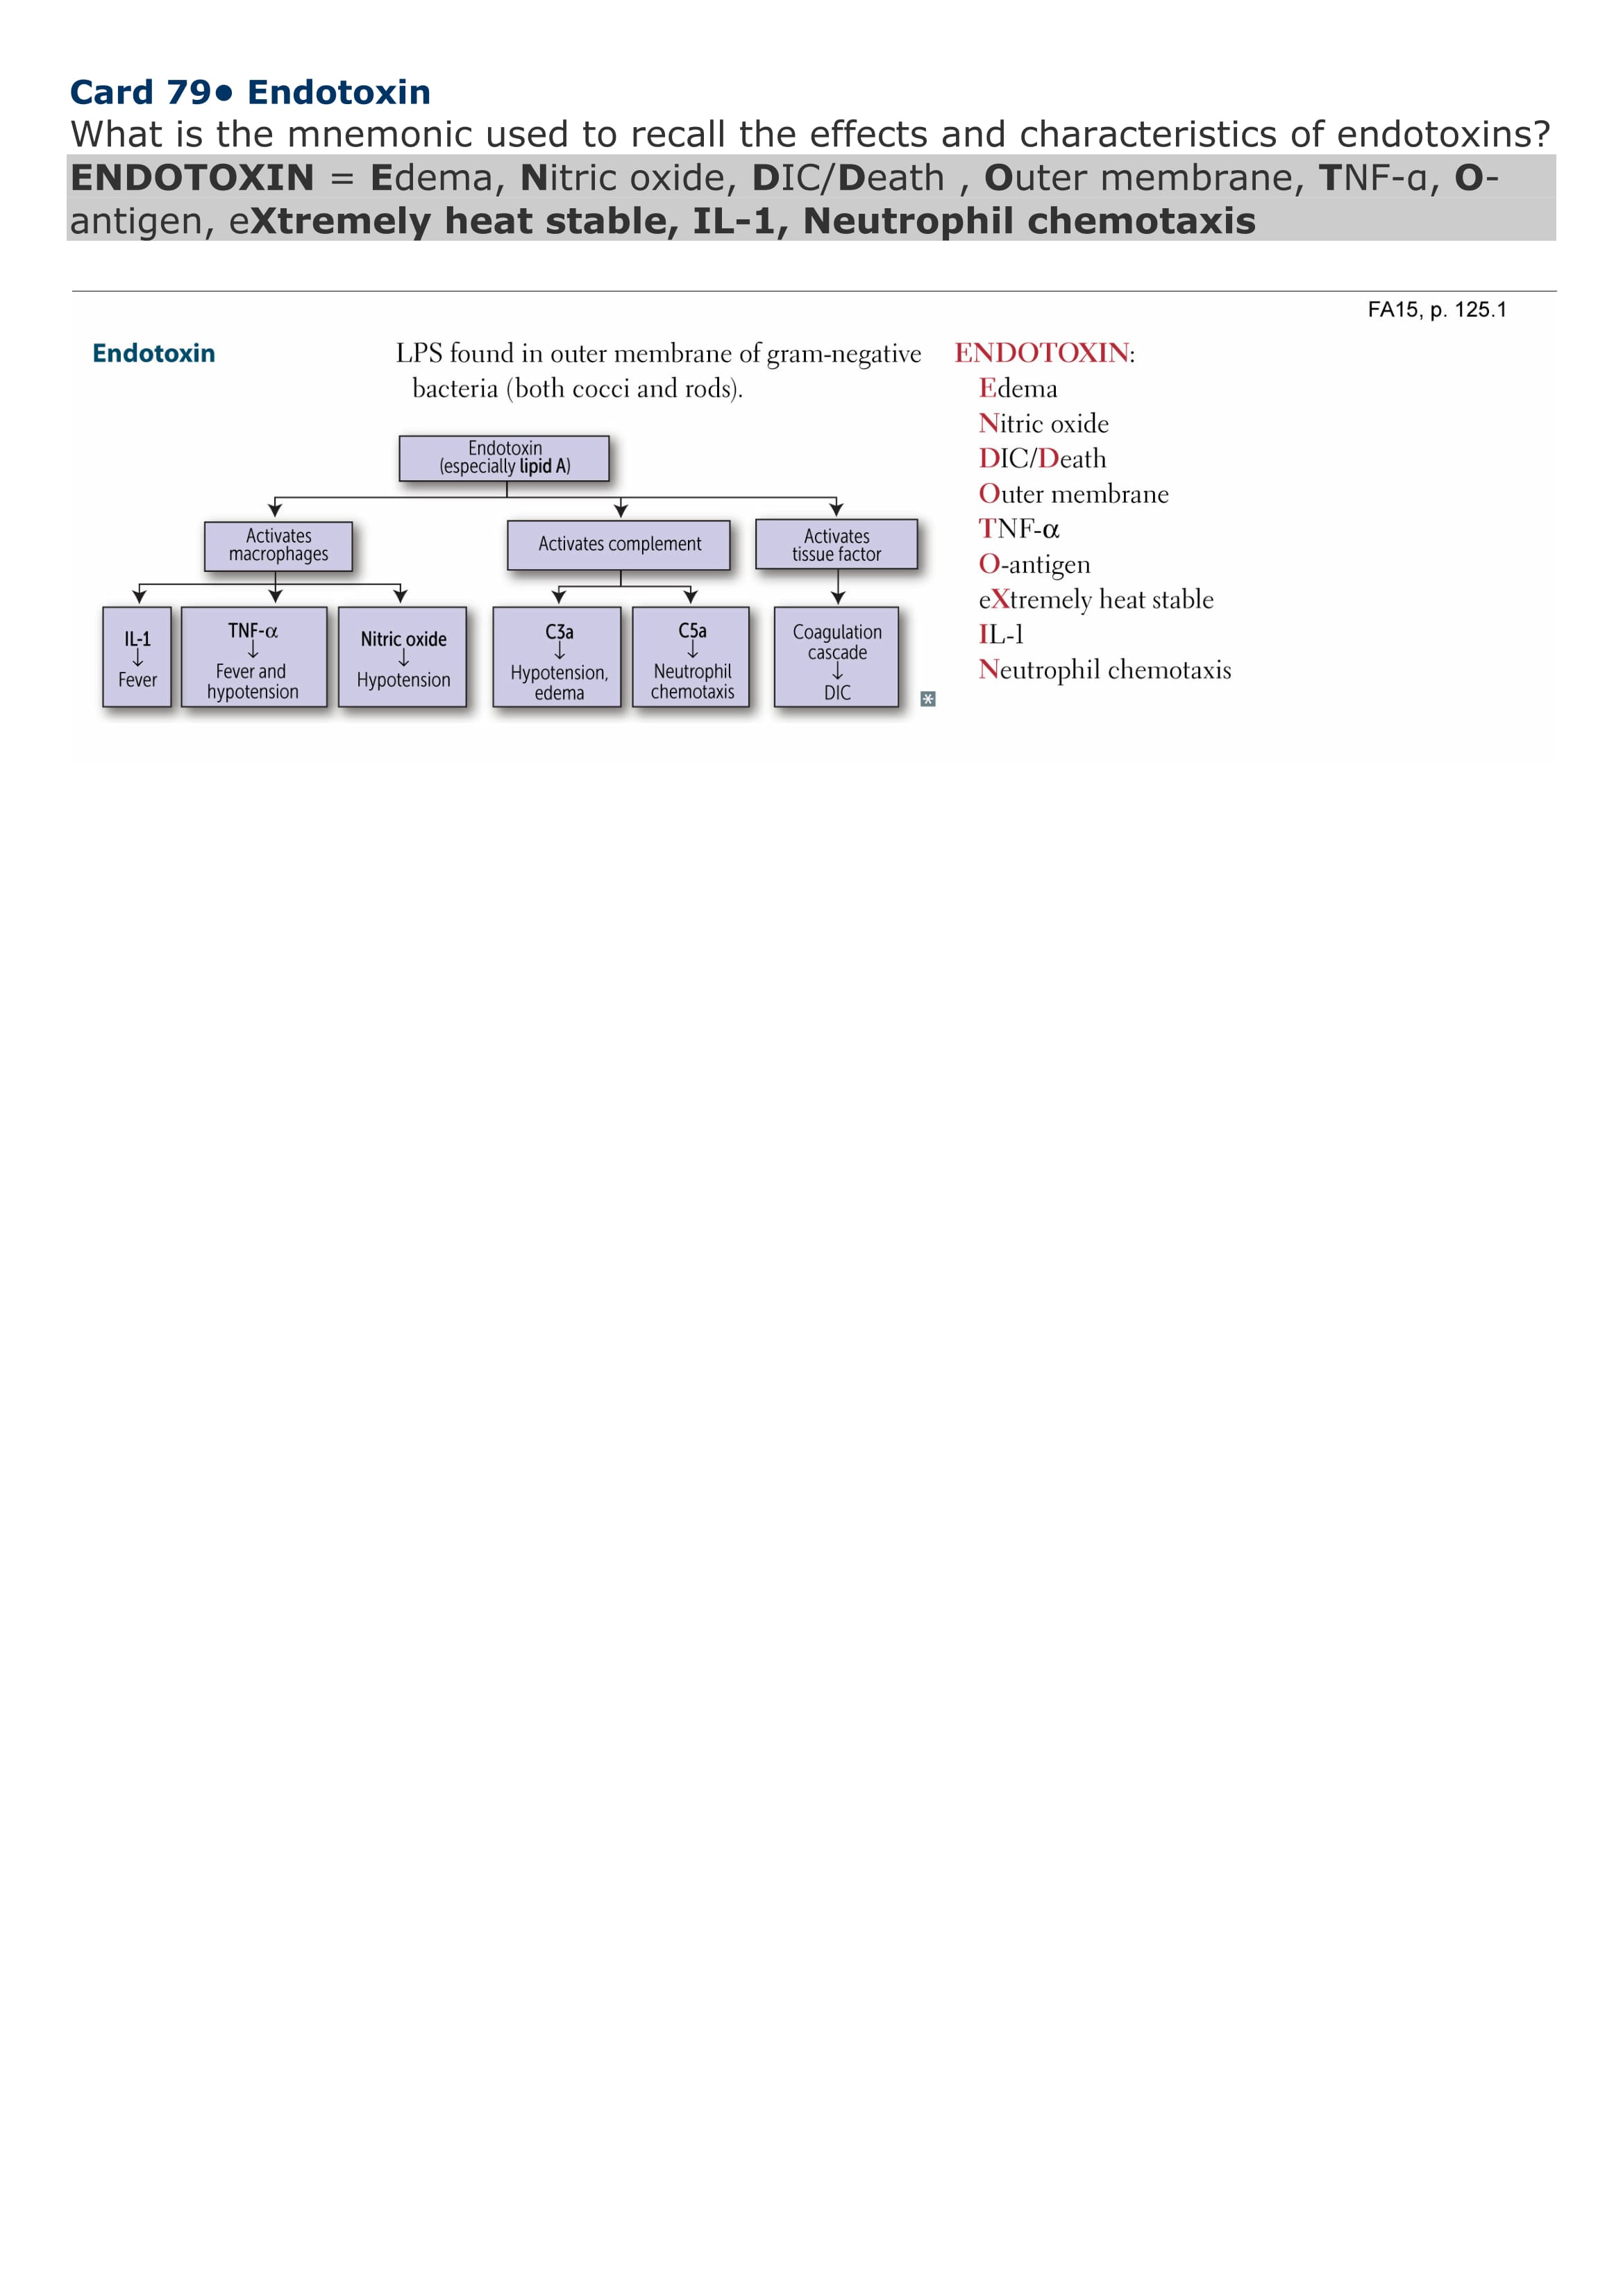 Card 79● Endotoxin
What is the mnemonic used to recall the effects and characteristics of endotoxins?
ENDOTOXIN = Edema, Nitric oxide, DIC/Death , Outer membrane, TNF-α, O-
antigen, eXtremely heat stable, IL-1, Neutrophil chemotaxis
FA15, p. 125.1
Endotoxin
LPS found in outer membrane of gram-negative
bacteria (both cocci and rods).
Endotoxin
(especially lipid A)
Activates
macrophages
Activates complement
Activates
tissue factor
IL-1
↓
Fever
TNF-α
↓
Fever and
hypotension
Nitric oxide
↓
Hypotension
C3a
↓
Hypotension,
edema
C5a
↓
Neutrophil
chemotaxis
Coagulation
cascade
↓
DIC
*
ENDOTOXIN:
Edema
Nitric oxide
DIC/Death
Outer membrane
TNF-α
O-antigen
eXtremely heat stable
IL-1
Neutrophil chemotaxis